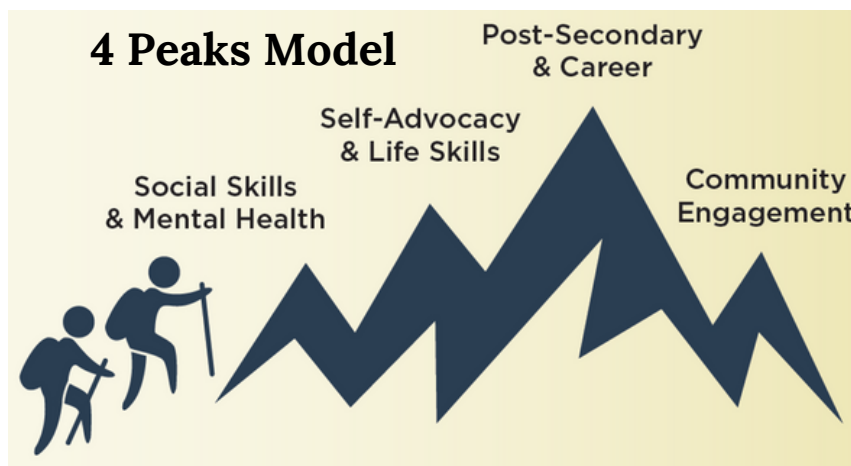 4 Peaks Model
Post-Secondary
& Career
Self-Advocacy
& Life Skills
Social Skills
& Mental Health
Community
Engagement